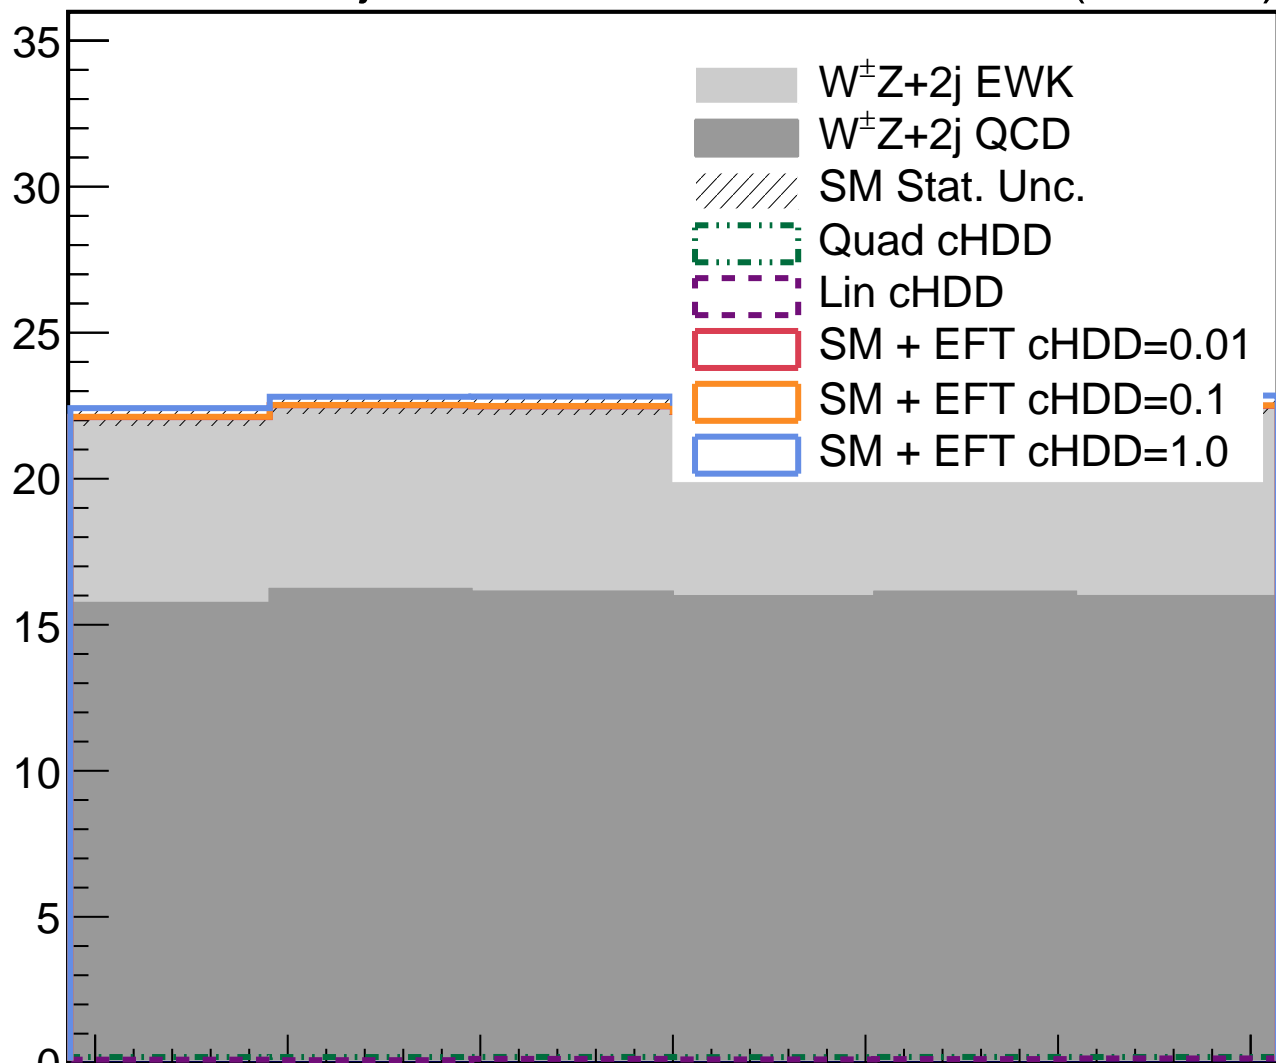 35
W±Z+2j EWK
W±Z+2j QCD
30
SM Stat. Unc.
Quad cHDD
Lin cHDD
25
SM + EFT cHDD=0.01
SM + EFT cHDD=0.1
SM + EFT cHDD=1.0
20
15
10
5
0